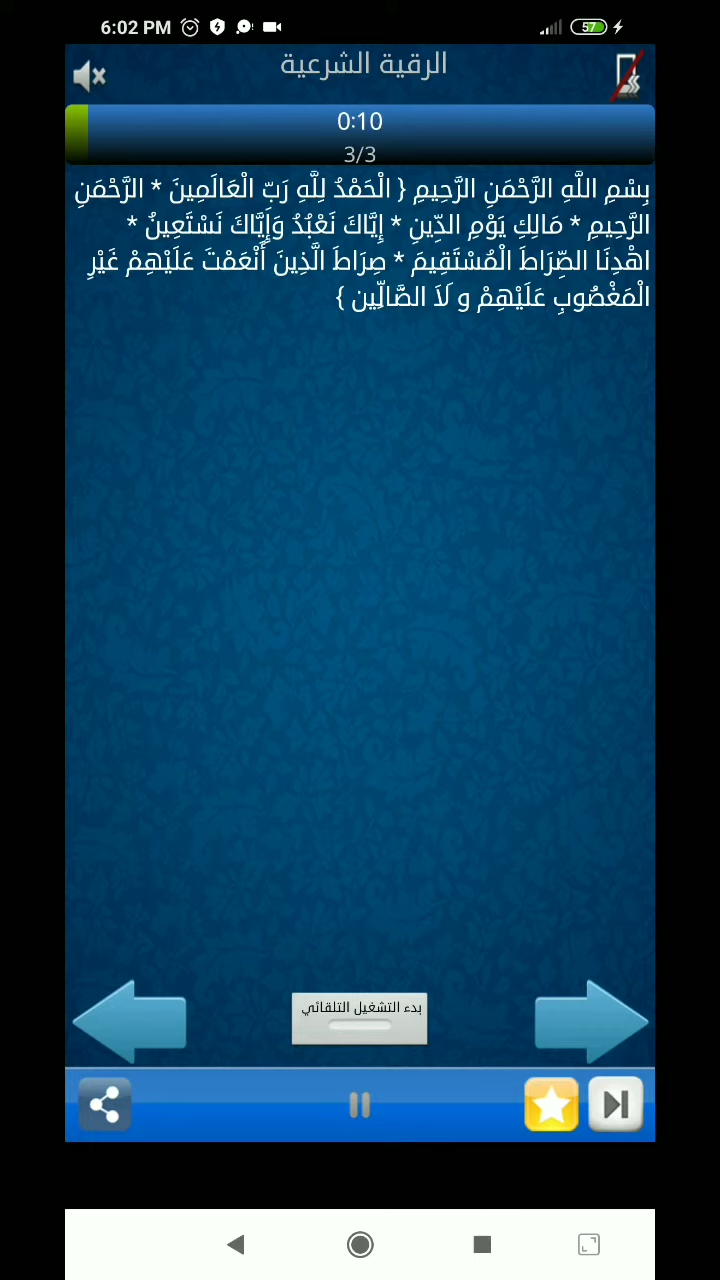 6:02 PM
57
الرقية الشرعية
0:10
3/3
بِسْمِ اللَّهِ الرَّحْمَنِ الرَّحِيمِ { الْحَمْدُ لِلَّهِ رَبِّ الْعَالَمِينَ * الرَّحْمَنِ
الرَّحِيمِ * مَالِكِ يَوْمِ الدِّينِ * إِيَّاكَ نَعْبُدُ وَإِيَّاكَ نَسْتَعِينُ *
اهْدِنَا الصِّرَاطَ الْمُسْتَقِيمَ * صِرَاطَ الَّذِينَ أَنْعَمْتَ عَلَيْهِمْ غَيْرِ
الْمَغْضُوبِ عَلَيْهِمْ و لَا الضَّالِّين }
بدء التشغيل التلقائي